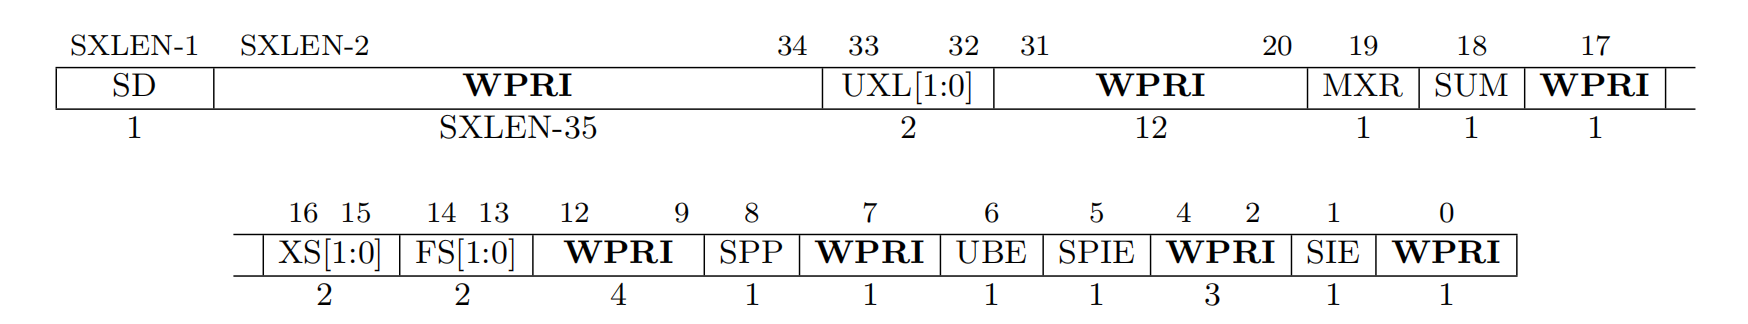 SXLEN-1 SXLEN-2 34 33 32 31 20 19 18 17
SD WPRI UXL[1:0] WPRI MXR SUM WPRI
1 SXLEN-35 2 12 1 1 1
16 15 14 13 12 9 8 7 6 5 4 2 1 0
XS[1:0] FS[1:0] WPRI SPP WPRI UBE SPIE WPRI SIE WPRI
2 2 4 1 1 1 1 3 1 1